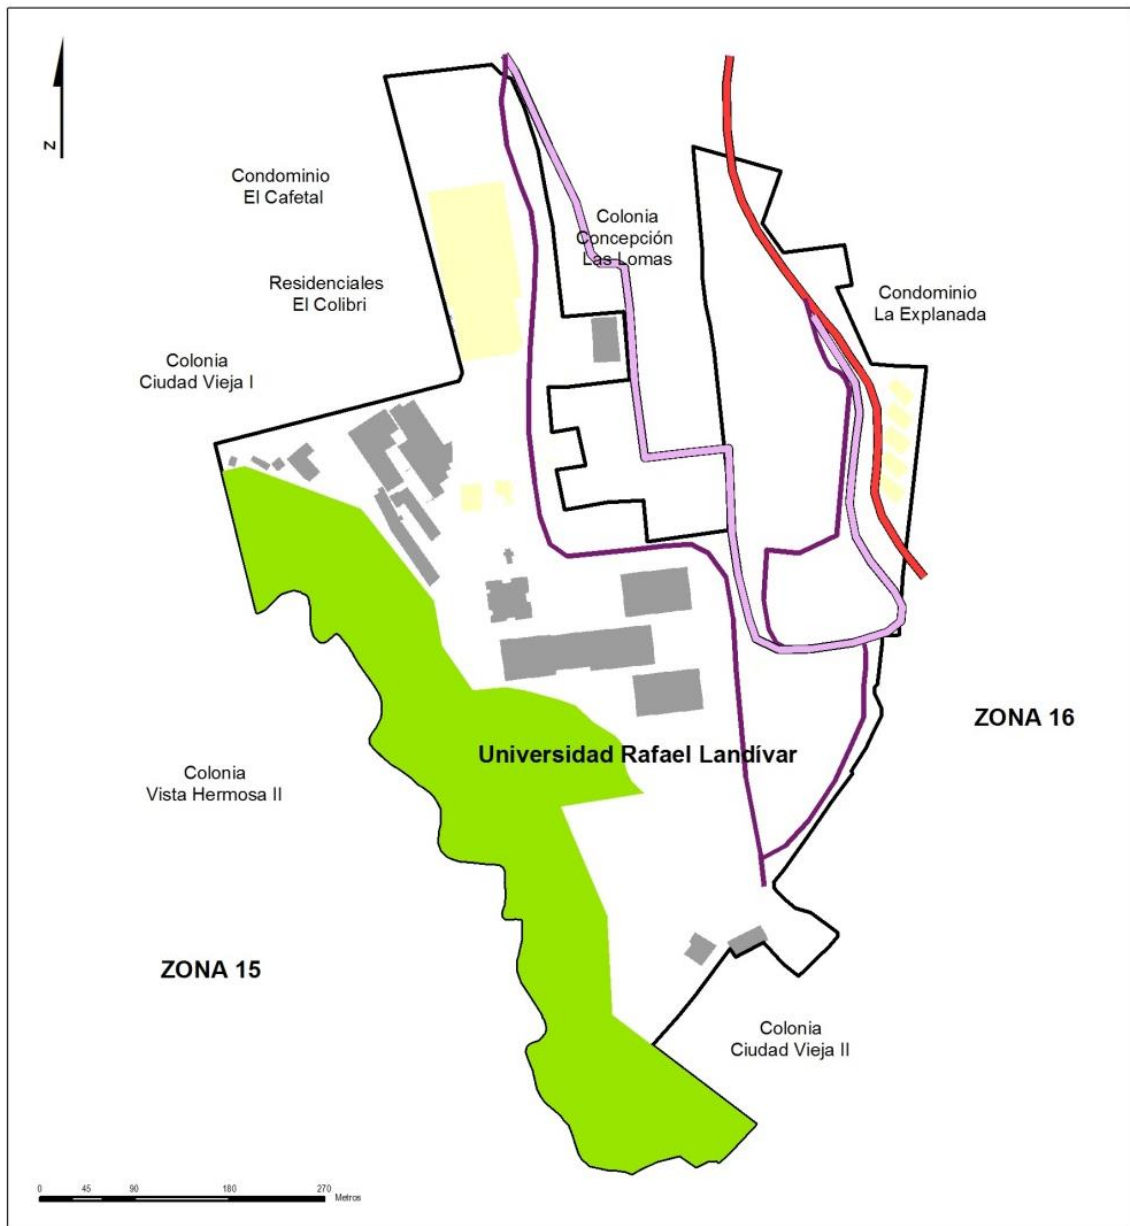 N
Condominio
El Cafetal
Colonia
Concepción
Las Lomas
Residenciales
El Colibri
Condominio
La Explanada
Colonia
Ciudad Vieja I
ZONA 16
Universidad Rafael Landívar
Colonia
Vista Hermosa II
ZONA 15
Colonia
Ciudad Vieja II
0 45 90 180 270
Metros